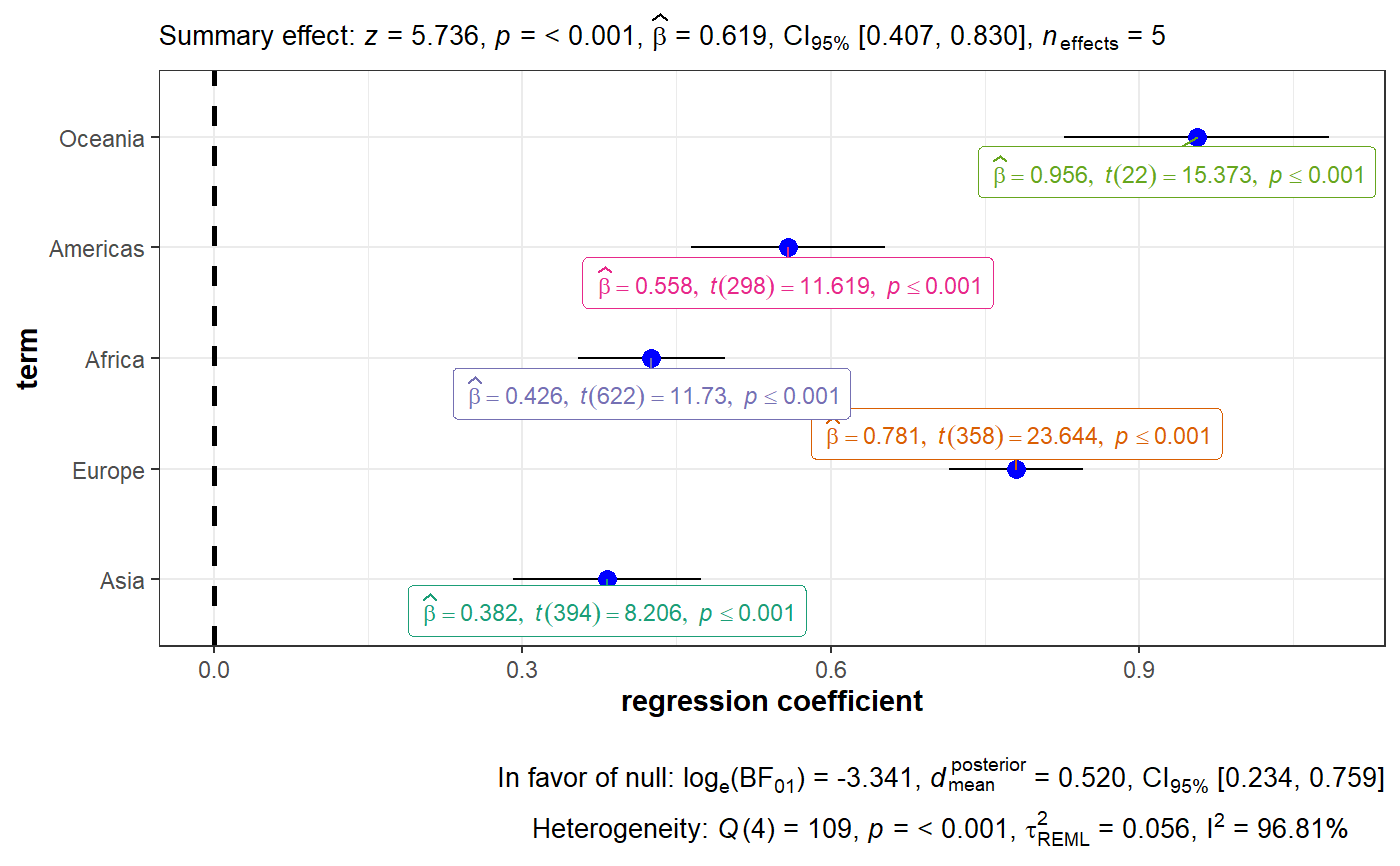 Summary effect: z = 5.736, p = < 0.001, β̂ = 0.619, CI95% [0.407, 0.830], neffects = 5
term
Oceania
β̂ = 0.956, t(22) = 15.373, p ≤ 0.001
Americas
β̂ = 0.558, t(298) = 11.619, p ≤ 0.001
Africa
β̂ = 0.426, t(622) = 11.73, p ≤ 0.001
β̂ = 0.781, t(358) = 23.644, p ≤ 0.001
Europe
Asia
β̂ = 0.382, t(394) = 8.206, p ≤ 0.001
0.0 0.3 0.6 0.9
regression coefficient
In favor of null: loge(BF01) = -3.341, d posterior mean = 0.520, CI95% [0.234, 0.759]
Heterogeneity: Q(4) = 109, p = < 0.001, τ²REML = 0.056, I² = 96.81%